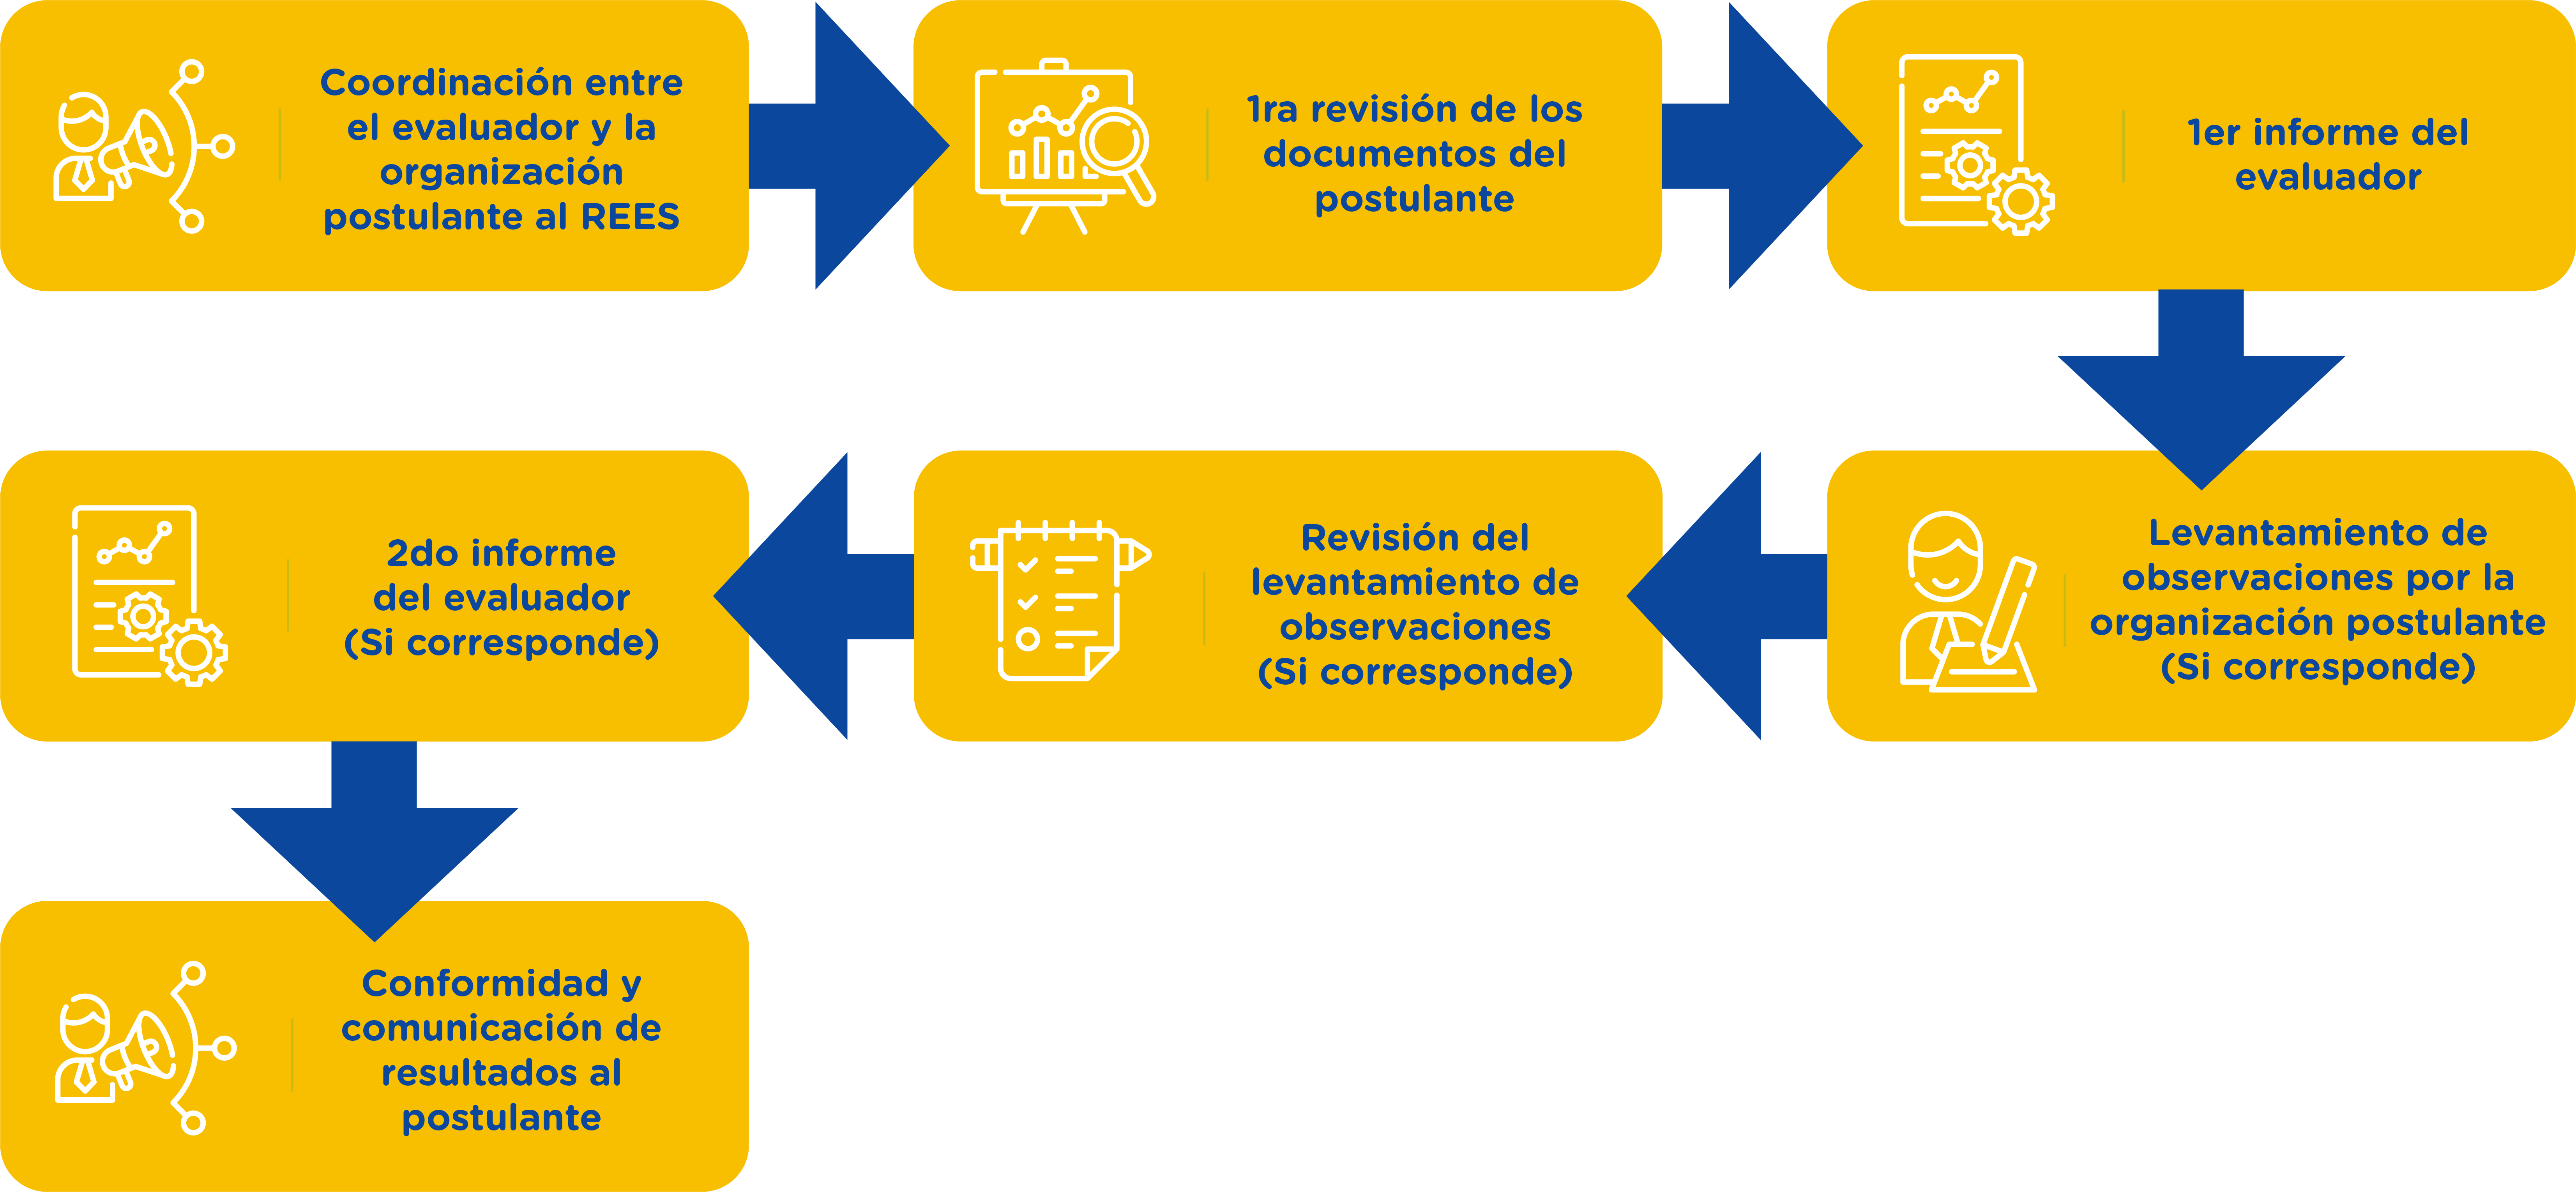 Coordinación entre
el evaluador y la
organización
postulante al REES
1ra revisión de los
documentos del
postulante
1er informe del
evaluador
Levantamiento de
observaciones por la
organización postulante
(Si corresponde)
Revisión del
levantamiento de
observaciones
(Si corresponde)
2do informe
del evaluador
(Si corresponde)
Conformidad y
comunicación de
resultados al
postulante